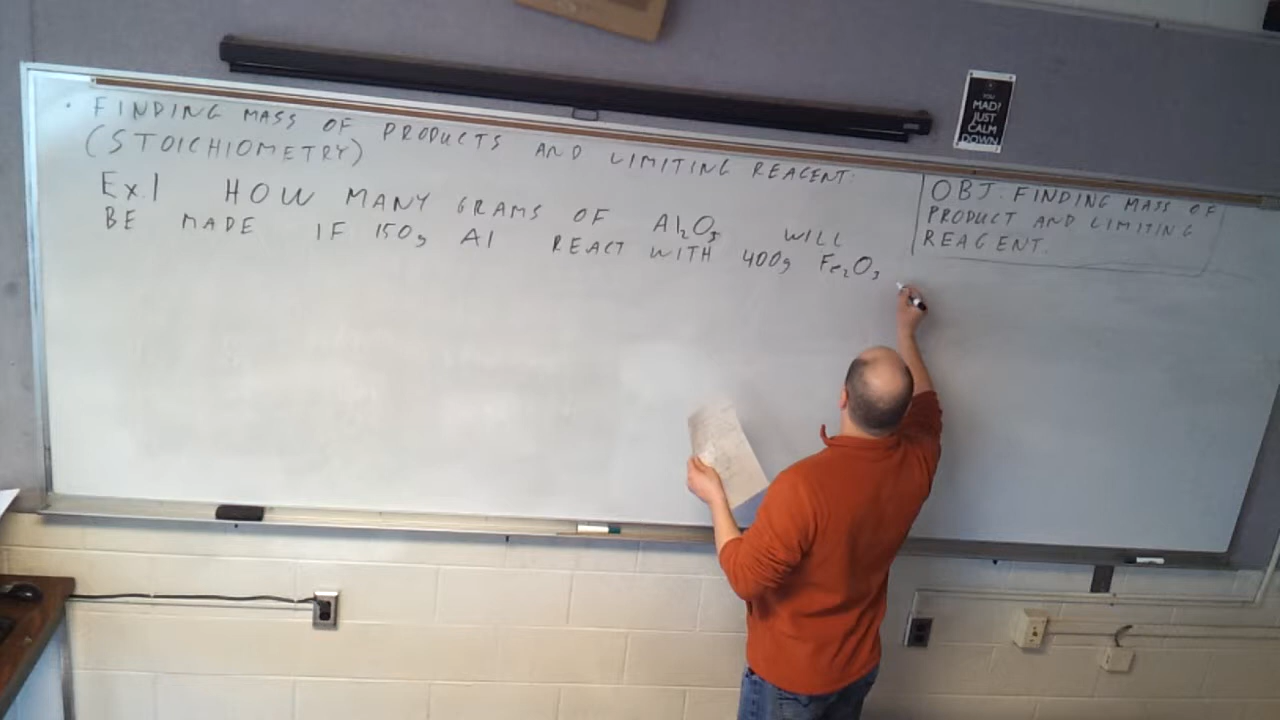 • FINDING MASS OF PRODUCTS AND LIMITING REAGENT:
(STOICHIOMETRY)
Ex.1 HOW MANY GRAMS OF Al₂O₃ WILL
BE MADE IF 150g Al REACT WITH 400g Fe₂O₃
OBJ. FINDING MASS OF
PRODUCT AND LIMITING
REAGENT.
YOU
MAD?
JUST
CALM
DOWN